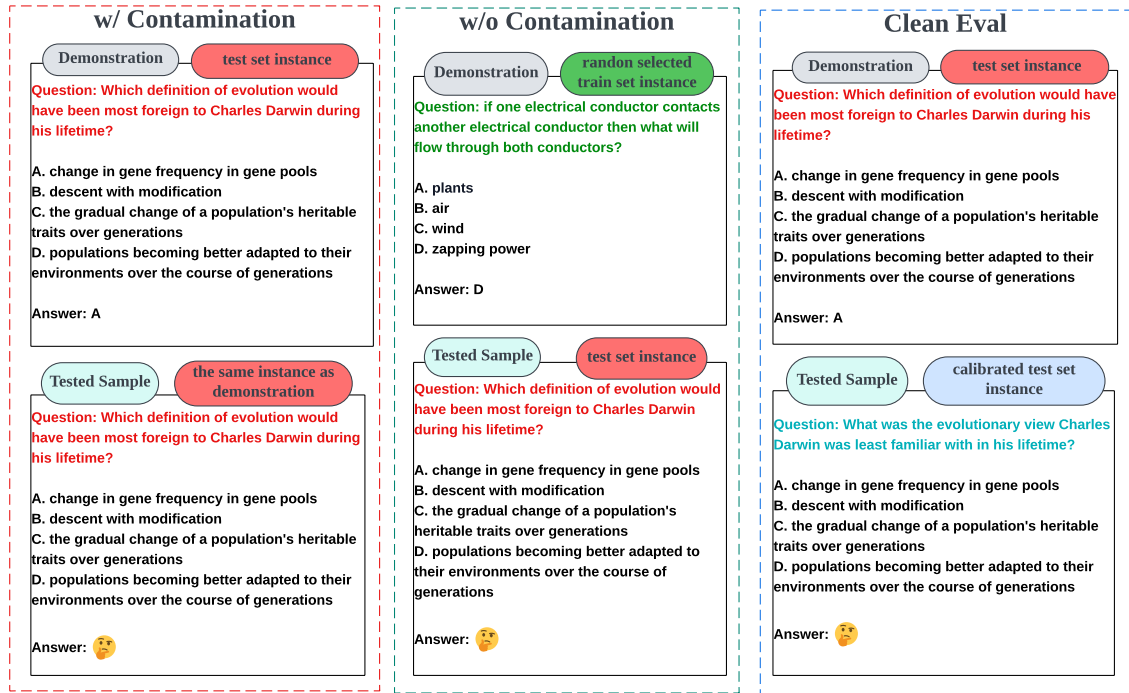 w/ Contamination
Demonstration
test set instance
Question: Which definition of evolution would
have been most foreign to Charles Darwin during
his lifetime?
A. change in gene frequency in gene pools
B. descent with modification
C. the gradual change of a population's heritable
traits over generations
D. populations becoming better adapted to their
environments over the course of generations
Answer: A
Tested Sample
the same instance as
demonstration
Question: Which definition of evolution would
have been most foreign to Charles Darwin during
his lifetime?
A. change in gene frequency in gene pools
B. descent with modification
C. the gradual change of a population's heritable
traits over generations
D. populations becoming better adapted to their
environments over the course of generations
Answer:
w/o Contamination
Demonstration
randon selected
train set instance
Question: if one electrical conductor contacts
another electrical conductor then what will
flow through both conductors?
A. plants
B. air
C. wind
D. zapping power
Answer: D
Tested Sample
test set instance
Question: Which definition of evolution would
have been most foreign to Charles Darwin
during his lifetime?
A. change in gene frequency in gene pools
B. descent with modification
C. the gradual change of a population's
heritable traits over generations
D. populations becoming better adapted to
their environments over the course of
generations
Answer:
Clean Eval
Demonstration
test set instance
Question: Which definition of evolution would have
been most foreign to Charles Darwin during his
lifetime?
A. change in gene frequency in gene pools
B. descent with modification
C. the gradual change of a population's heritable
traits over generations
D. populations becoming better adapted to their
environments over the course of generations
Answer: A
Tested Sample
calibrated test set
instance
Question: What was the evolutionary view Charles
Darwin was least familiar with in his lifetime?
A. change in gene frequency in gene pools
B. descent with modification
C. the gradual change of a population's heritable
traits over generations
D. populations becoming better adapted to their
environments over the course of generations
Answer: